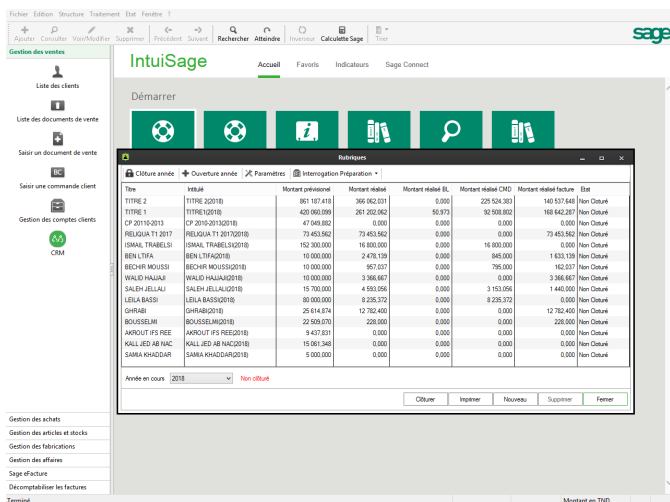 Fichier Edition Structure Traitement Etat Fenêtre ?
Ajouter Consulter Voir/Modifier Supprimer Précédent Suivant Rechercher Atteindre Inverseur Calculette Sage Tirer
sage
Gestion des ventes
Liste des clients
Liste des documents de vente
Saisir un document de vente
BC
Saisir une commande client
Gestion des comptes clients
CRM
IntuiSage Accueil Favoris Indicateurs Sage Connect
Démarrer
Rubriques
Clôture année Ouverture année Paramètres Interrogation Préparation
Titre Intitulé Montant prévisionel Montant réalisé Montant réalisé BL Montant réalisé CMD Montant réalisé facture Etat
TITRE 2 TITRE 2(2018) 861 187,418 366 062,031 0,000 225 524,383 140 537,648 Non Cloturé
TITRE 1 TITRE1(2018) 420 060,099 261 202,062 50,973 92 508,802 168 642,287 Non Cloturé
CP 20110-2013 CP 2010-2013(2018) 47 049,882 0,000 0,000 0,000 0,000 Non Cloturé
RELIQUA T1 2017 RELIQUA T1 2017(2018) 73 453,562 73 453,562 0,000 0,000 73 453,562 Non Cloturé
ISMAIL TRABELSI ISMAIL TRABELSI(2018) 152 300,000 16 800,000 0,000 16 800,000 0,000 Non Cloturé
BEN LTIFA BEN LTIFA(2018) 10 000,000 2 478,139 0,000 845,000 1 633,139 Non Cloturé
BECHIR MOUSSI BECHIR MOUSSI(2018) 10 000,000 957,037 0,000 795,000 162,037 Non Cloturé
WALID HAJJAJI WALID HAJJAJI(2018) 10 000,000 3 366,667 0,000 0,000 3 366,667 Non Cloturé
SALEH JELLALI SALEH JELLALI(2018) 15 700,000 4 593,056 0,000 3 153,056 1 440,000 Non Cloturé
LEILA BASSI LEILA BASSI(2018) 80 000,000 8 235,372 0,000 8 235,372 0,000 Non Cloturé
GHRABI GHRABI(2018) 25 614,874 12 782,400 0,000 0,000 12 782,400 Non Cloturé
BOUSSELMI BOUSSELMI(2018) 22 509,070 228,000 0,000 0,000 228,000 Non Cloturé
AKROUT IFS REE AKROUT IFS REE(2018) 9 437,831 0,000 0,000 0,000 0,000 Non Cloturé
KALL JED AB NAC KALL JED AB NAC(2018) 15 061,348 0,000 0,000 0,000 0,000 Non Cloturé
SAMIA KHADDAR SAMIA KHADDAR(2018) 5 000,000 0,000 0,000 0,000 0,000 Non Cloturé
Année en cours 2018 Non clôturé
Clôturer Imprimer Nouveau Supprimer Fermer
Gestion des achats
Gestion des articles et stocks
Gestion des fabrications
Gestion des affaires
Sage eFacture
Décomptabiliser les factures
Terminé Montant en TND